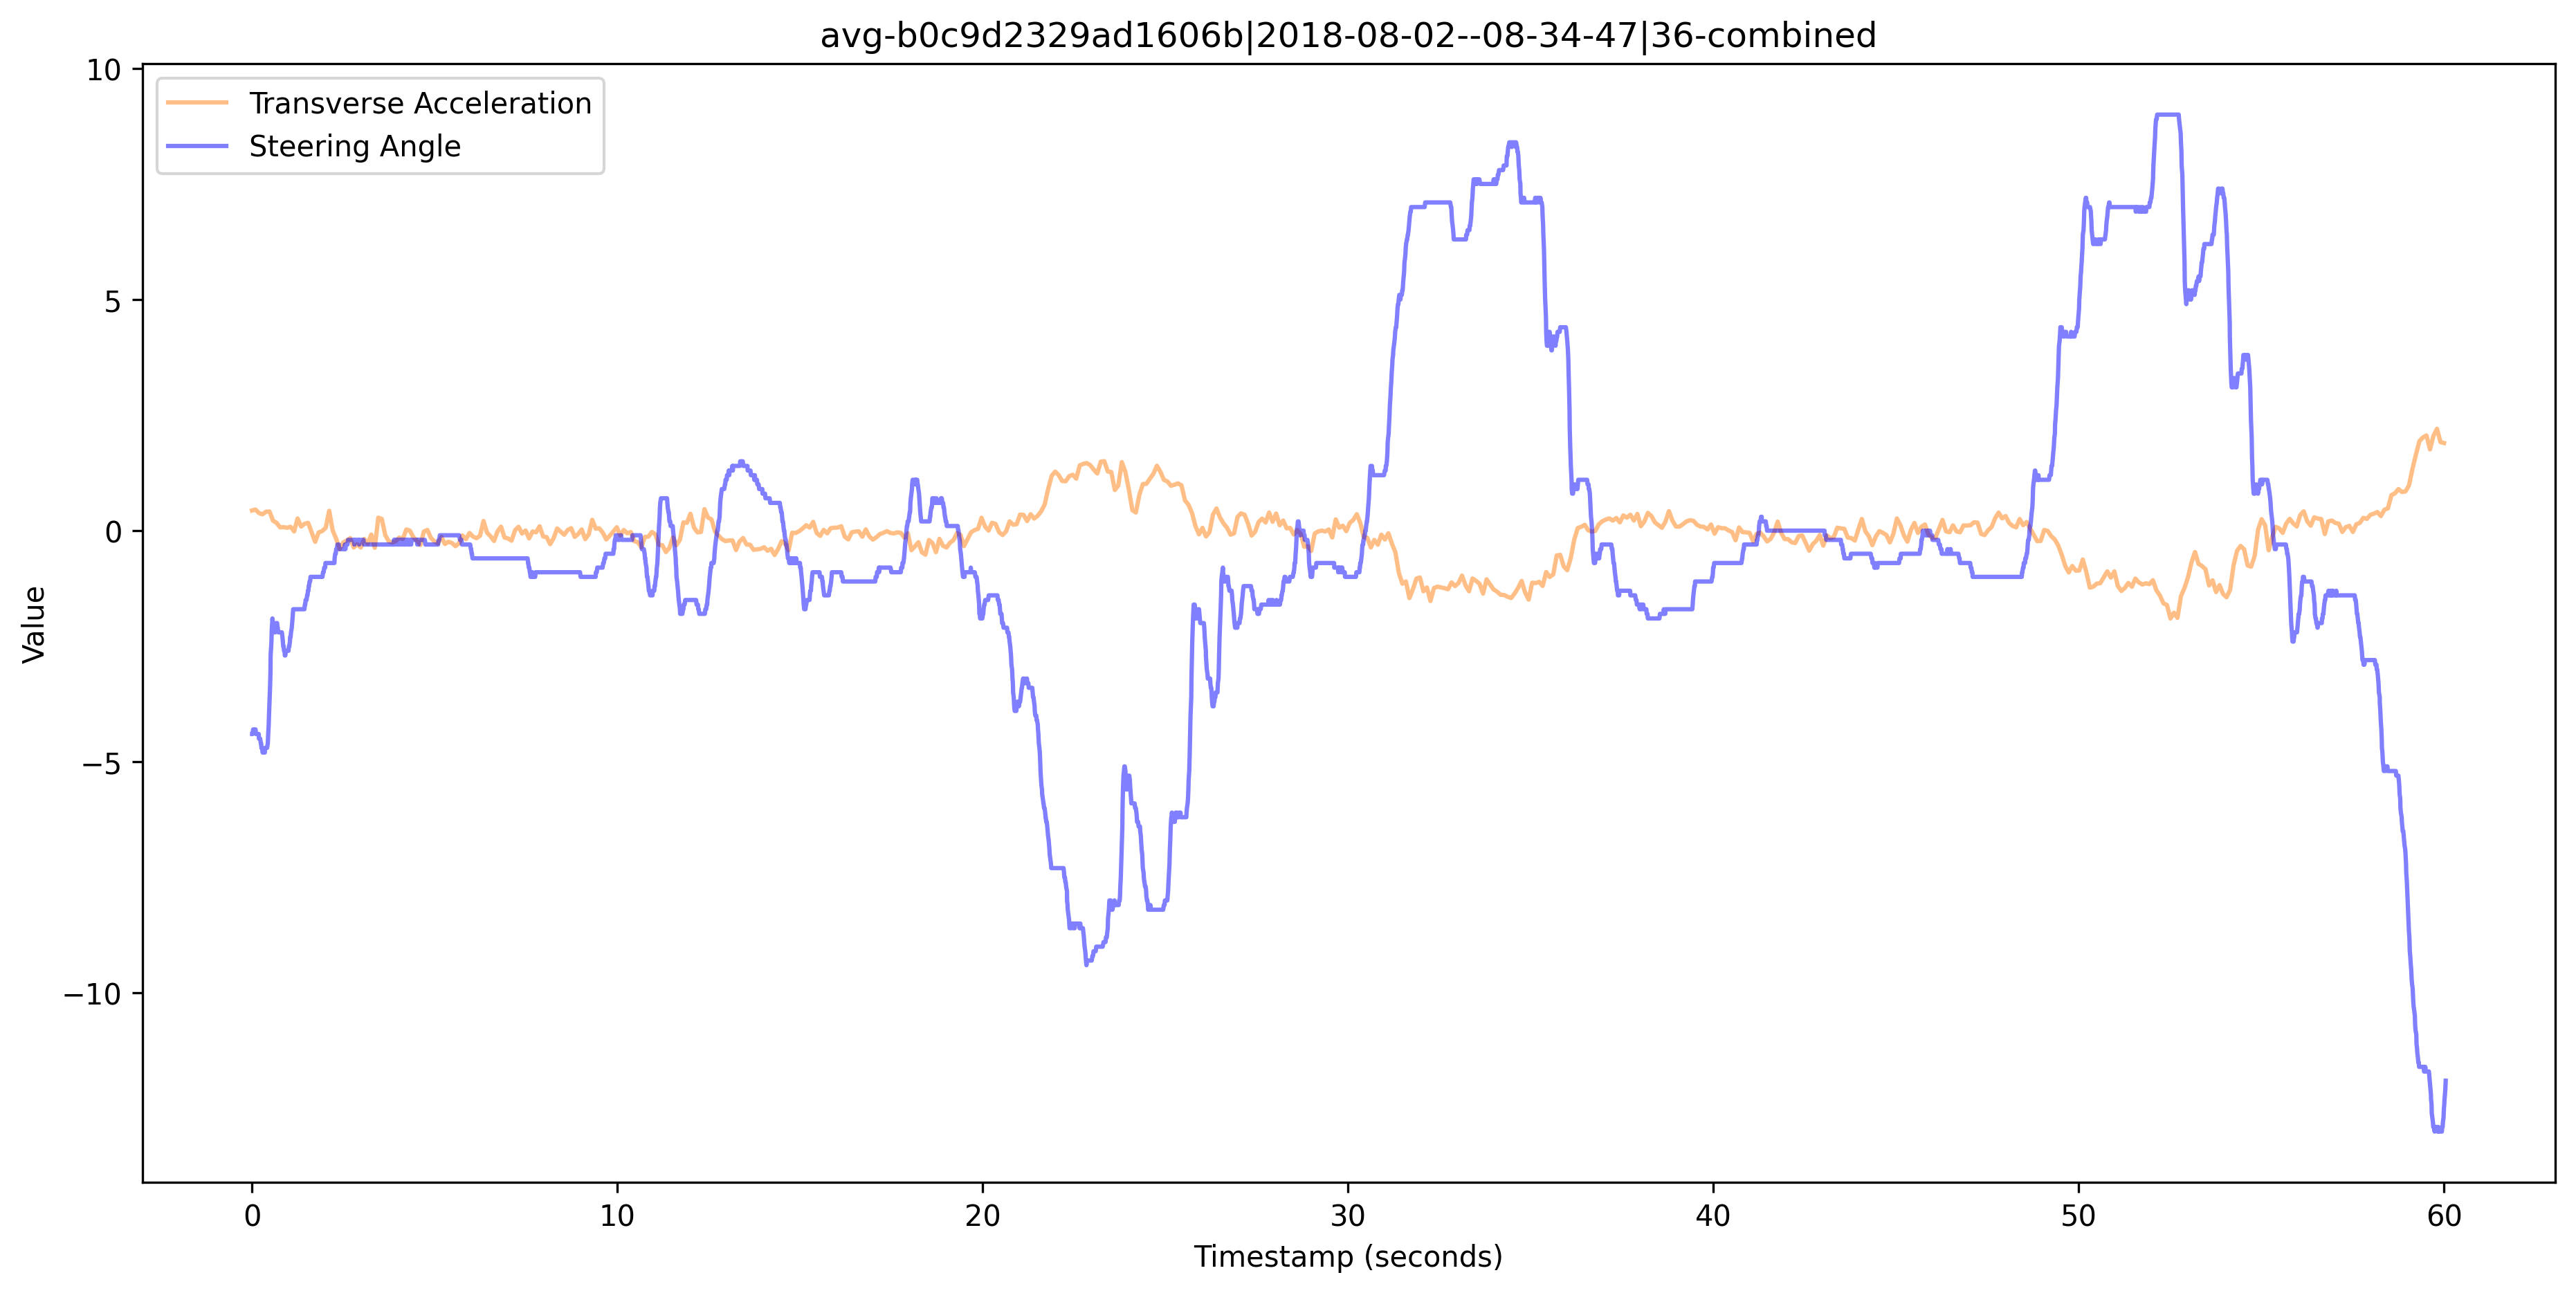 avg-b0c9d2329ad1606b|2018-08-02--08-34-47|36-combined
Transverse Acceleration
Steering Angle
10
5
0
−5
−10
Value
0 10 20 30 40 50 60
Timestamp (seconds)